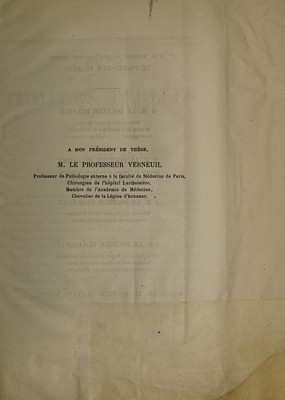 A MON PRÉSIDENT DE THÈSE,
M. LE PROFESSEUR VERNEUIL
Professeur de Pathologie externe à la faculté de Médecine de Paris,
Chirurgien de l'hôpital Lariboisière,
Membre de l'Académie de Médecine,
Chevalier de la Légion d'honneur.